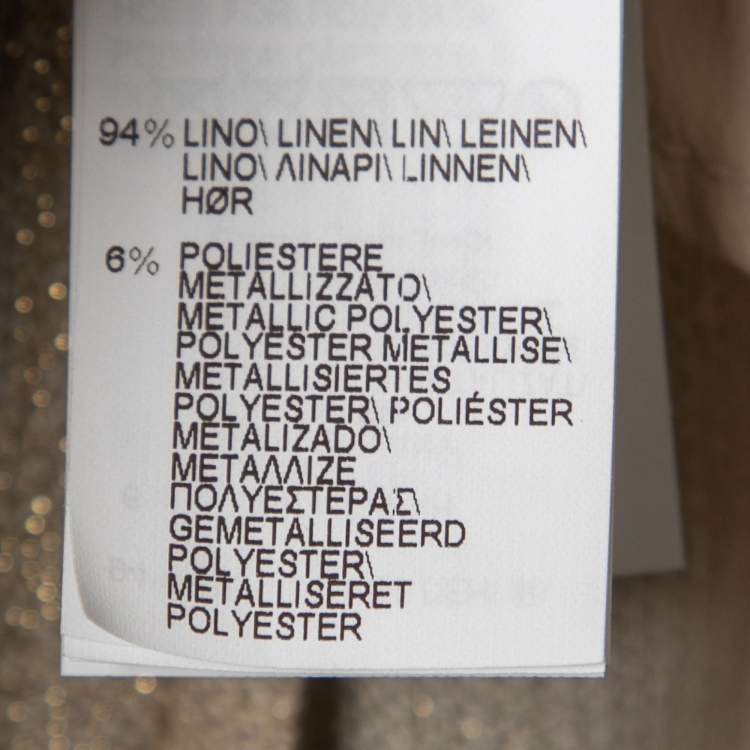 94% LINO\ LINEN\ LIN\ LEINEN\
LINO\ ΛΙΝΑΡΙ\ LINNEN\
HØR
6% POLIESTERE
METALLIZZATO\
METALLIC POLYESTER\
POLYESTER METALLISE\
METALLISIERTES
POLYESTER\ POLIÉSTER
METALIZADO\
ΜΕΤΑΛΛΙΖΕ
ΠΟΛΥΕΣΤΕΡΑΣ\
GEMETALLISEERD
POLYESTER\
METALLISERET
POLYESTER